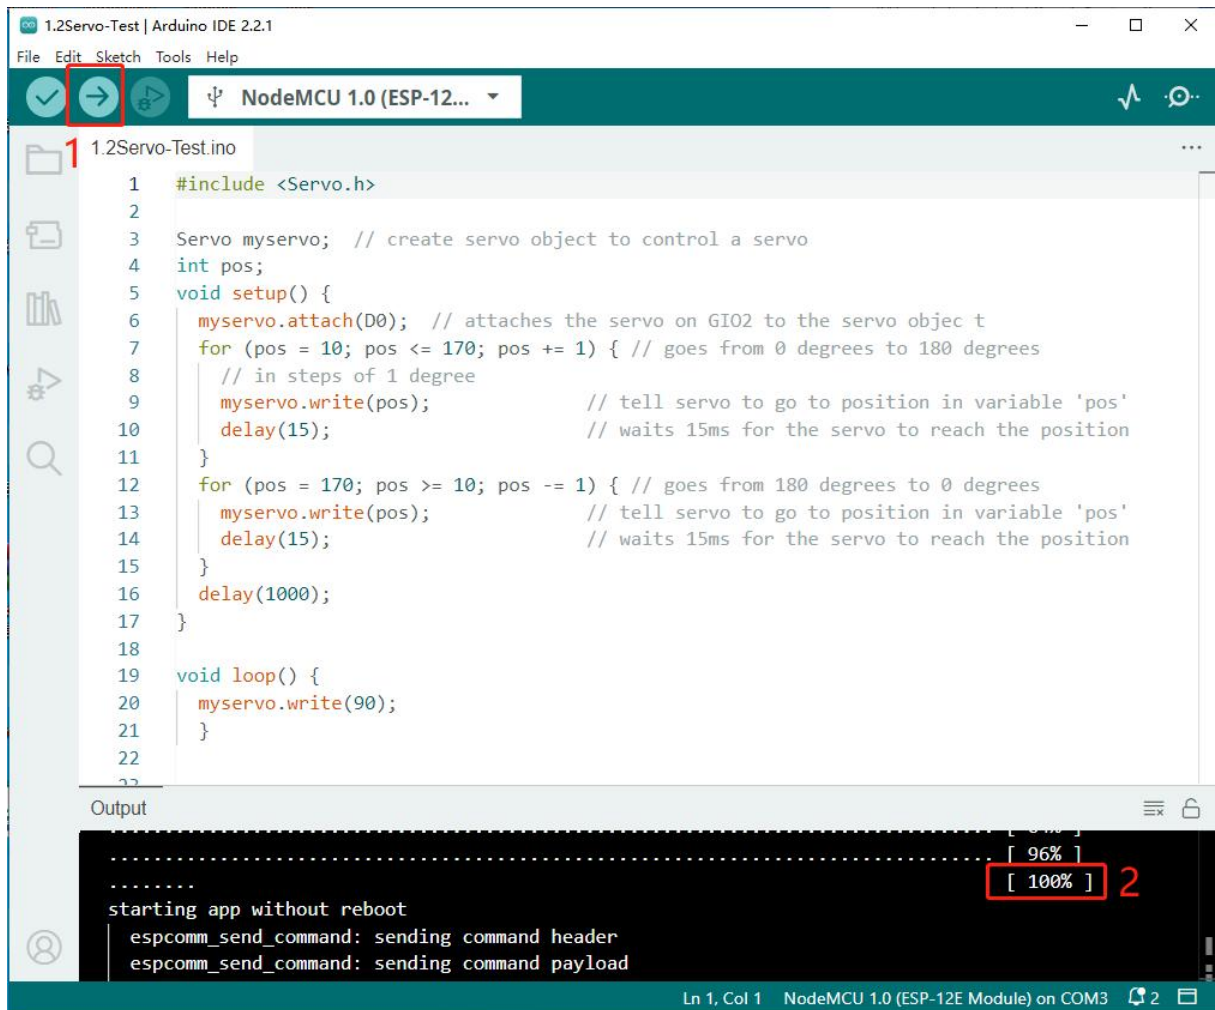 1.2Servo-Test | Arduino IDE 2.2.1
File Edit Sketch Tools Help
NodeMCU 1.0 (ESP-12...
1
1.2Servo-Test.ino
1 #include <Servo.h>
2
3 Servo myservo;  // create servo object to control a servo
4 int pos;
5 void setup() {
6   myservo.attach(D0);  // attaches the servo on GIO2 to the servo objec t
7   for (pos = 10; pos <= 170; pos += 1) { // goes from 0 degrees to 180 degrees
8     // in steps of 1 degree
9     myservo.write(pos);              // tell servo to go to position in variable 'pos'
10     delay(15);                       // waits 15ms for the servo to reach the position
11   }
12   for (pos = 170; pos >= 10; pos -= 1) { // goes from 180 degrees to 0 degrees
13     myservo.write(pos);              // tell servo to go to position in variable 'pos'
14     delay(15);                       // waits 15ms for the servo to reach the position
15   }
16   delay(1000);
17 }
18
19 void loop() {
20   myservo.write(90);
21   }
22
Output
................................................................................ [ 96% ]
........ [ 100% ] 2
starting app without reboot
espcomm_send_command: sending command header
espcomm_send_command: sending command payload
Ln 1, Col 1 NodeMCU 1.0 (ESP-12E Module) on COM3 2